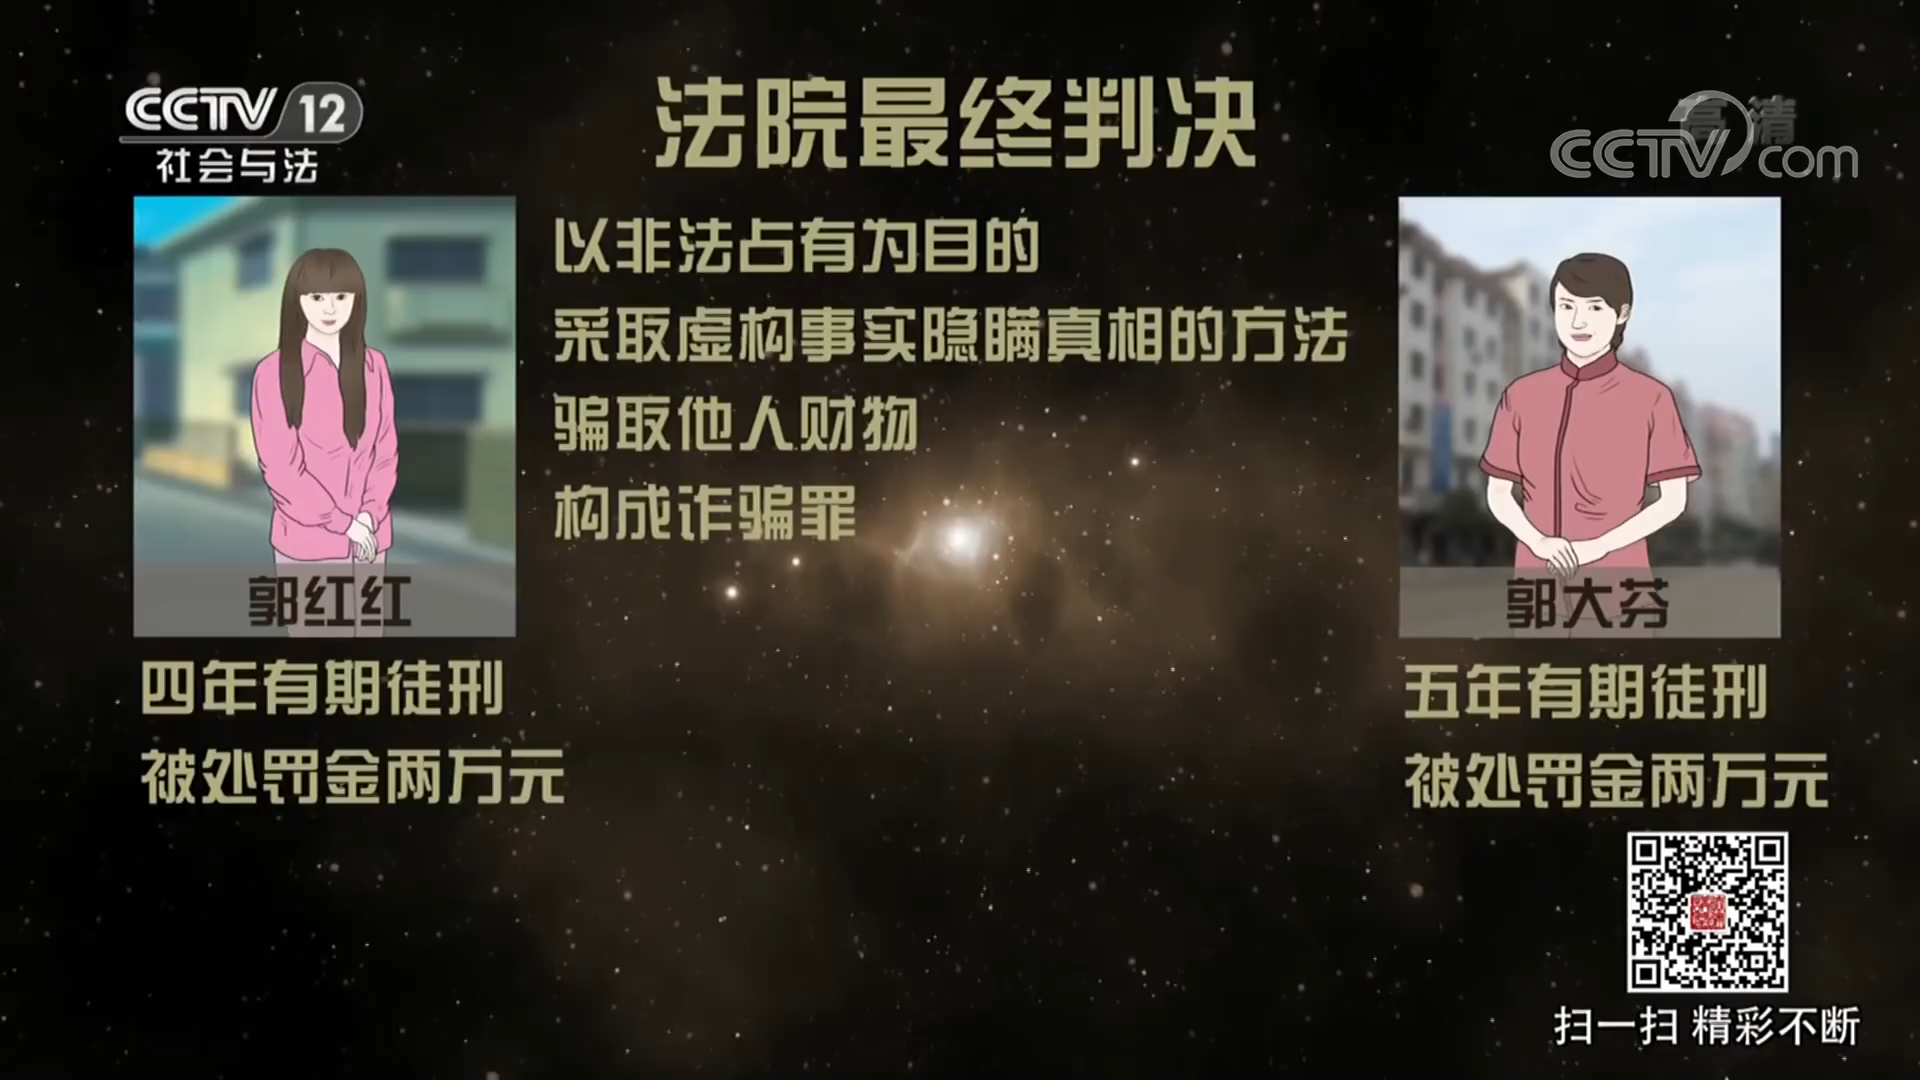 CCTV 12
社会与法
法院最终判决
高清
CCTV.com
以非法占有为目的
采取虚构事实隐瞒真相的方法
骗取他人财物
构成诈骗罪
郭红红
四年有期徒刑
被处罚金两万元
郭大芬
五年有期徒刑
被处罚金两万元
扫一扫 精彩不断